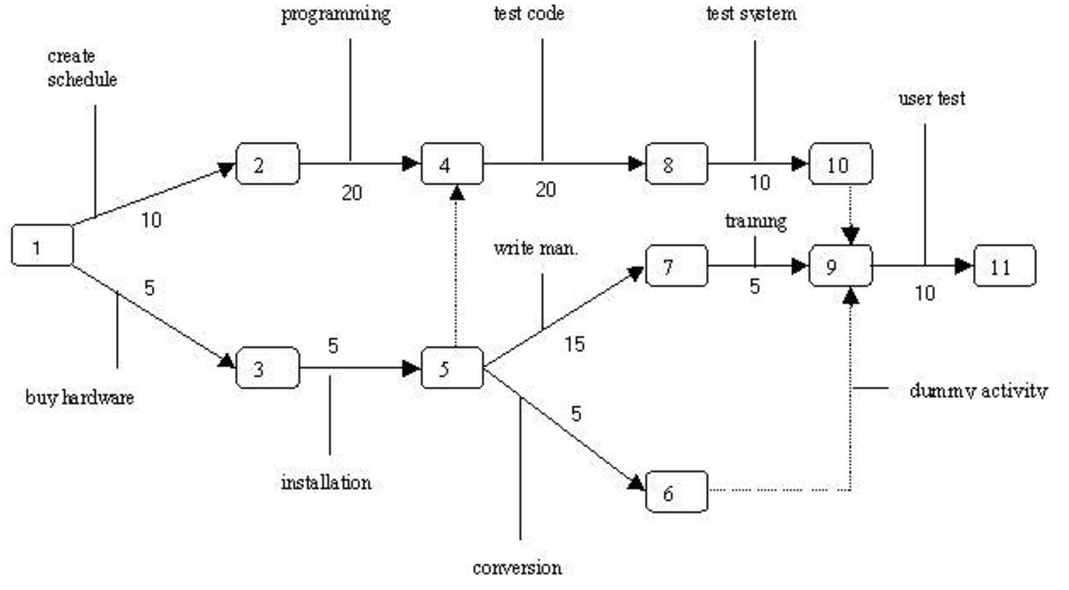 programming
test code
test system
create
schedule
user test
2
4
8
10
20
20
10
10
training
write man.
1
7
9
11
5
5
10
5
15
3
5
dummy activity
buy hardware
5
installation
6
conversion